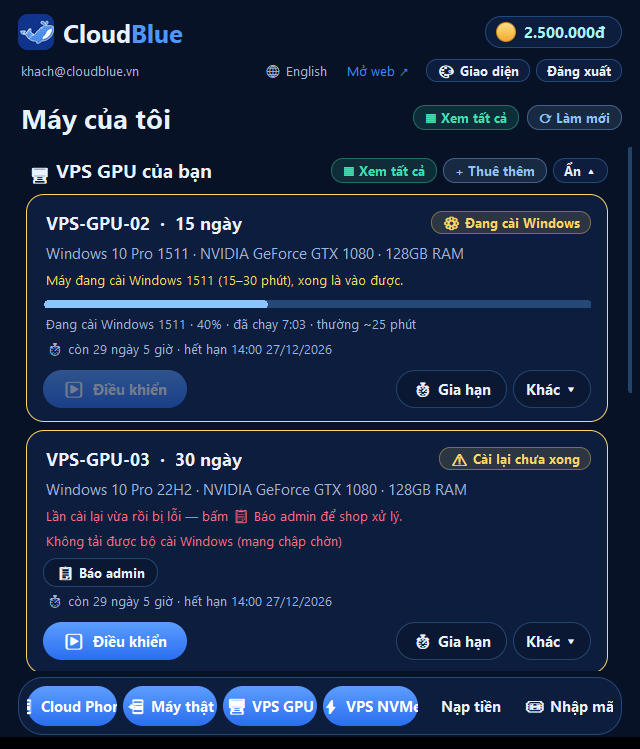 CloudBlue
2.500.000đ
khach@cloudblue.vn
English
Mở web ↗
Giao diện
Đăng xuất
Máy của tôi
Xem tất cả
Làm mới
VPS GPU của bạn
Xem tất cả
+ Thuê thêm
Ẩn ▲
VPS-GPU-02 · 15 ngày
Đang cài Windows
Windows 10 Pro 1511 · NVIDIA GeForce GTX 1080 · 128GB RAM
Máy đang cài Windows 1511 (15–30 phút), xong là vào được.
Đang cài Windows 1511 · 40% · đã chạy 7:03 · thường ~25 phút
còn 29 ngày 5 giờ · hết hạn 14:00 27/12/2026
Điều khiển
Gia hạn
Khác ▼
VPS-GPU-03 · 30 ngày
Cài lại chưa xong
Windows 10 Pro 22H2 · NVIDIA GeForce GTX 1080 · 128GB RAM
Lần cài lại vừa rồi bị lỗi — bấm Báo admin để shop xử lý.
Không tải được bộ cài Windows (mạng chập chờn)
Báo admin
còn 29 ngày 5 giờ · hết hạn 14:00 27/12/2026
Điều khiển
Gia hạn
Khác ▼
Cloud Phon
Máy thật
VPS GPU
VPS NVMe
Nạp tiền
Nhập mã